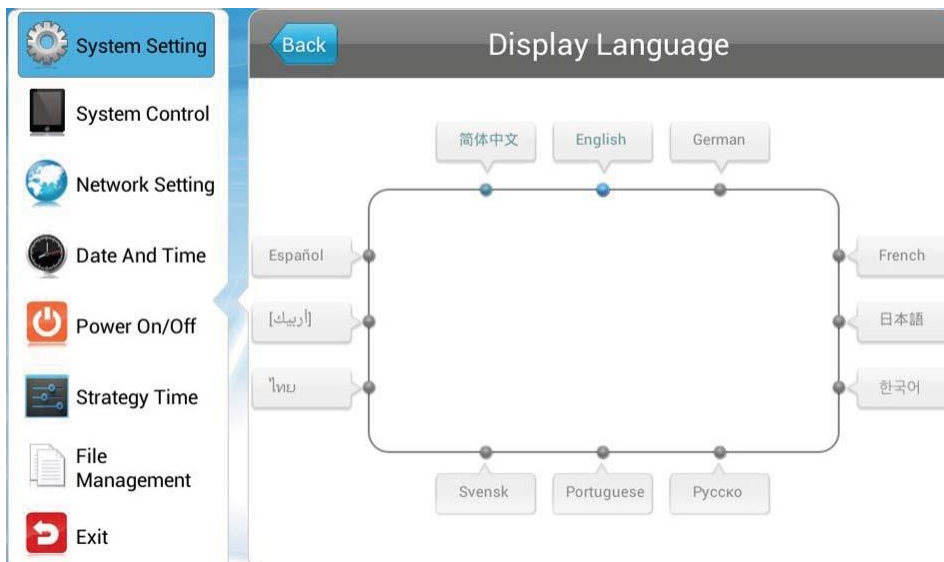 System Setting
System Control
Network Setting
Date And Time
Power On/Off
Strategy Time
File
Management
Exit
Back
Display Language
简体中文
English
German
Español
[أربيك]
ไทย
French
日本語
한국어
Svensk
Portuguese
Русско